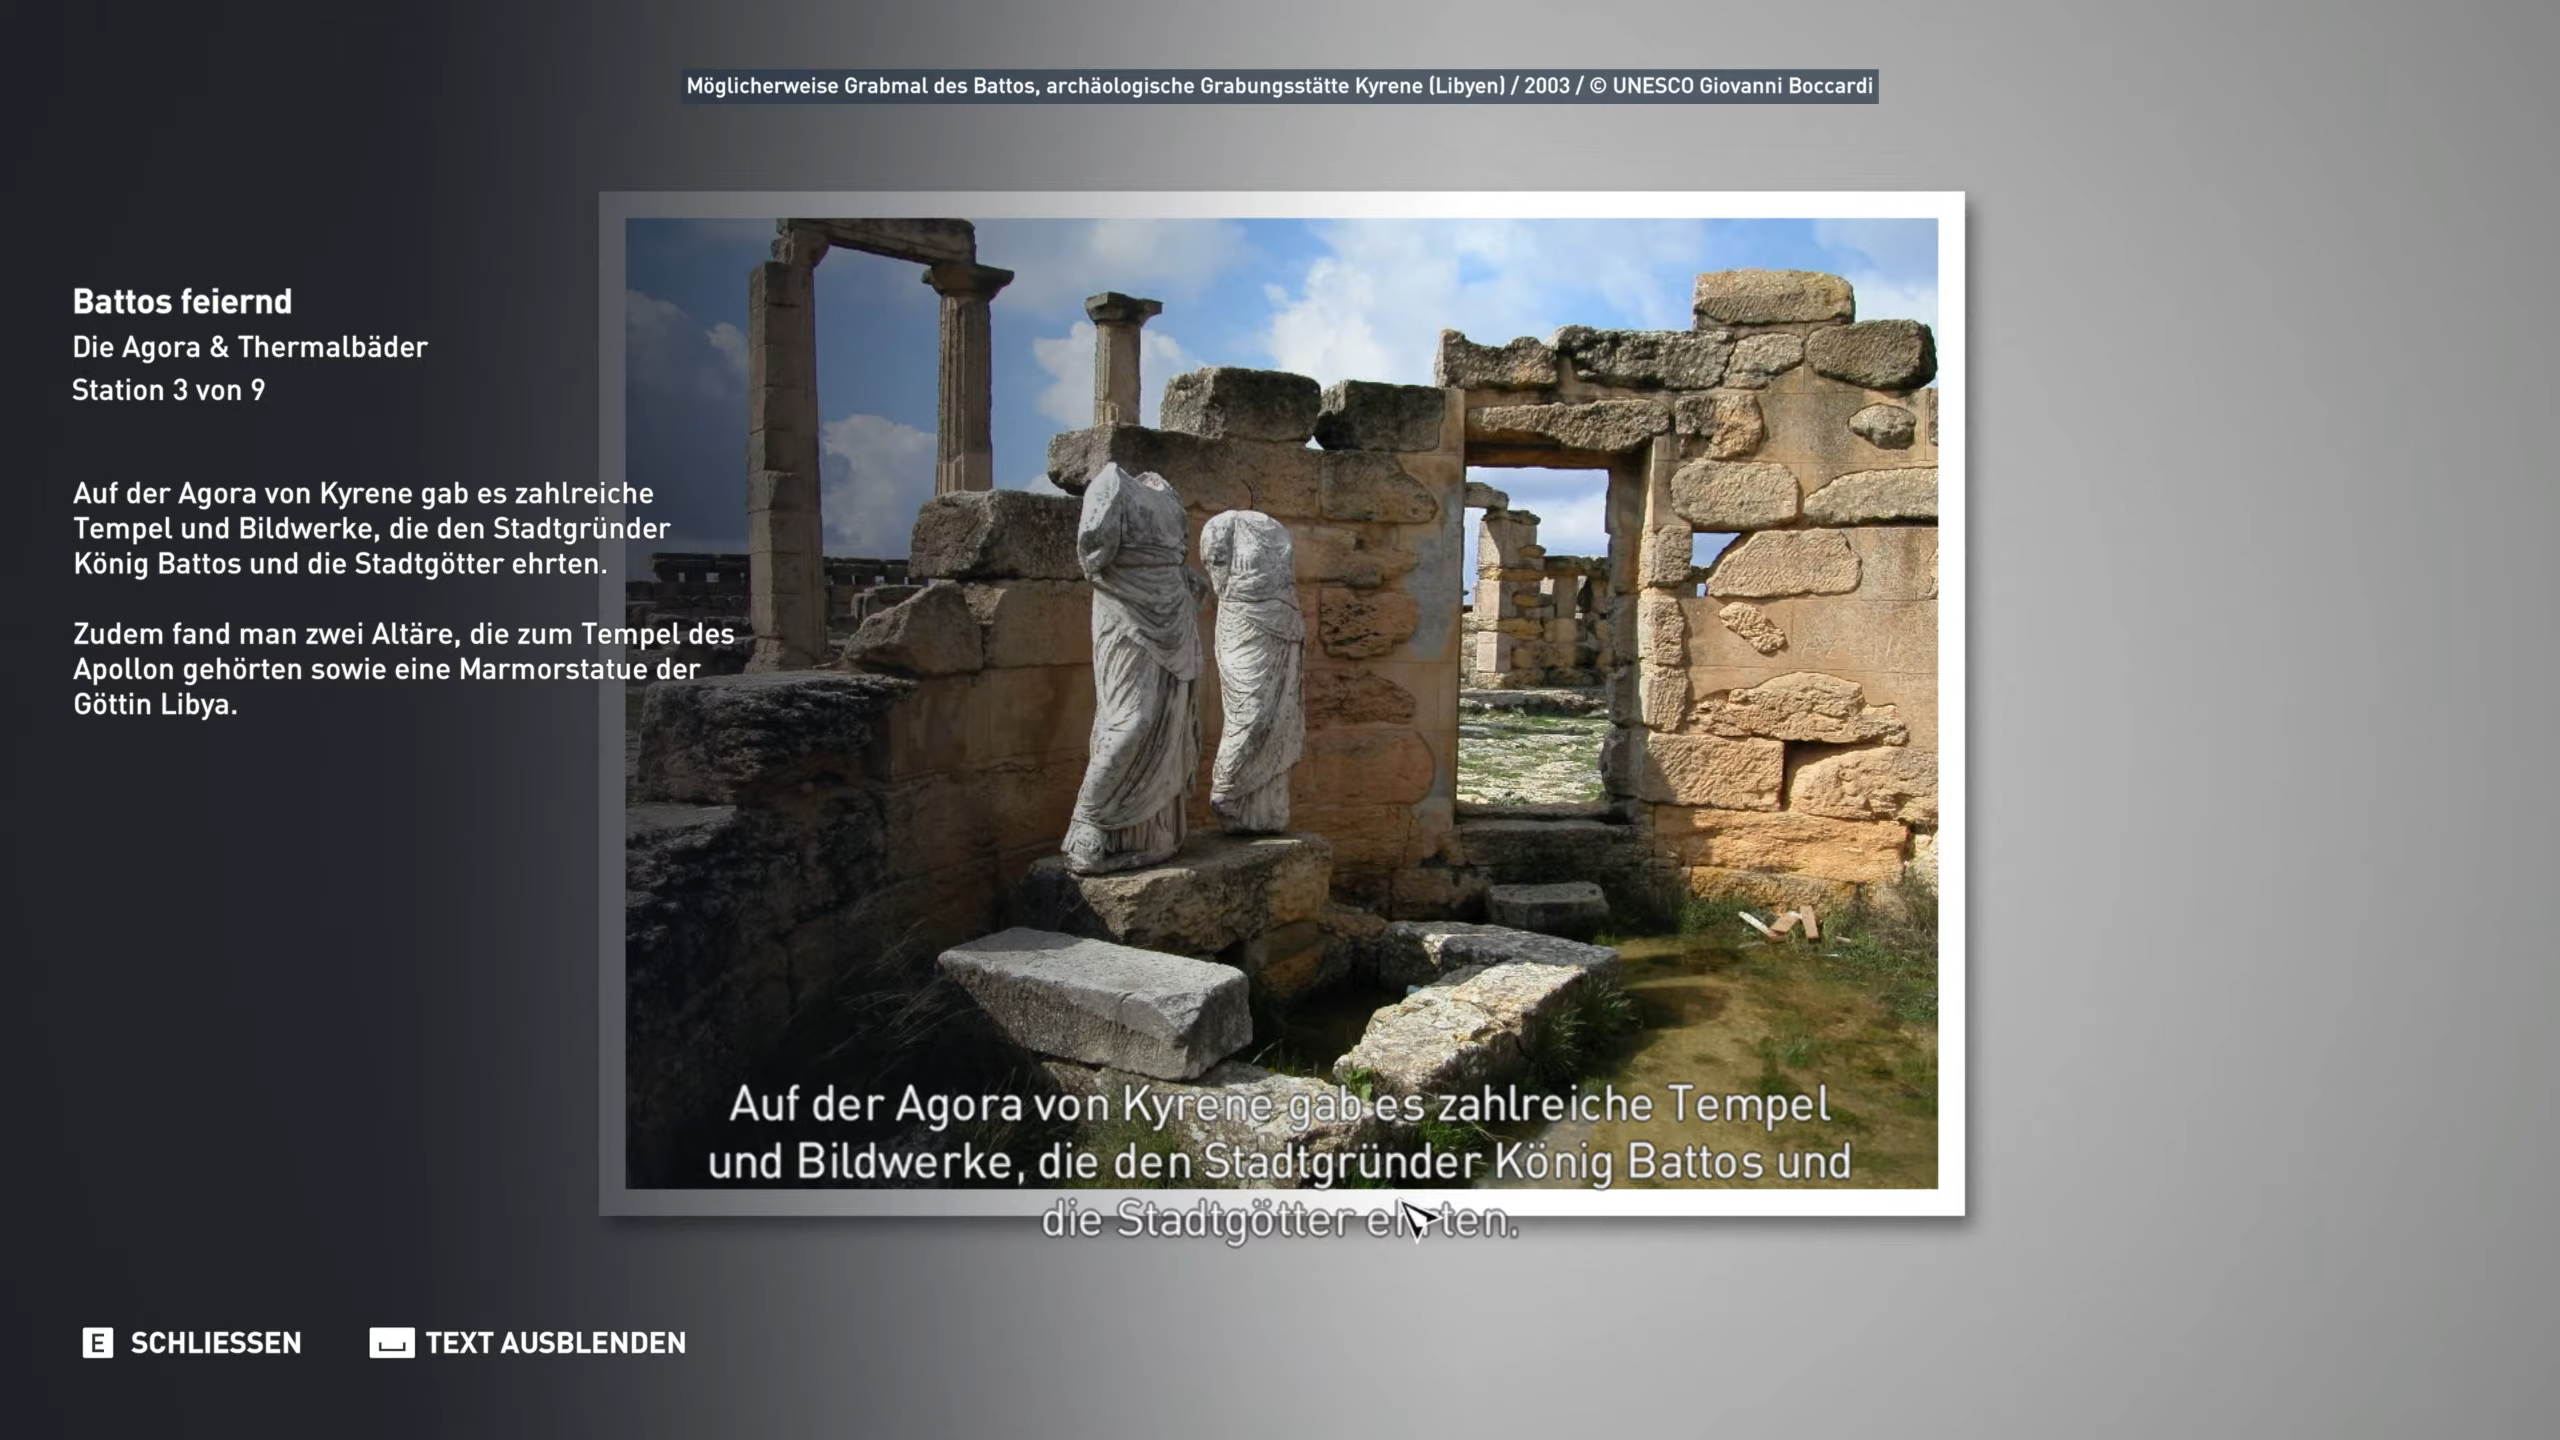 Möglicherweise Grabmal des Battos, archäologische Grabungsstätte Kyrene (Libyen) / 2003 / © UNESCO Giovanni Boccardi
Battos feiernd
Die Agora & Thermalbäder
Station 3 von 9
Auf der Agora von Kyrene gab es zahlreiche
Tempel und Bildwerke, die den Stadtgründer
König Battos und die Stadtgötter ehrten.
Zudem fand man zwei Altäre, die zum Tempel des
Apollon gehörten sowie eine Marmorstatue der
Göttin Libya.
Auf der Agora von Kyrene gab es zahlreiche Tempel
und Bildwerke, die den Stadtgründer König Battos und
die Stadtgötter ehrten.
E SCHLIESSEN TEXT AUSBLENDEN